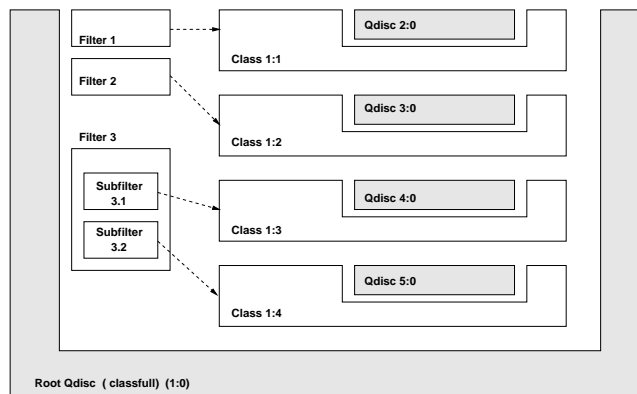 Filter 1
Qdisc 2:0
Class 1:1
Filter 2
Qdisc 3:0
Class 1:2
Filter 3
Subfilter
3.1
Qdisc 4:0
Class 1:3
Subfilter
3.2
Qdisc 5:0
Class 1:4
Root Qdisc ( classfull) (1:0)